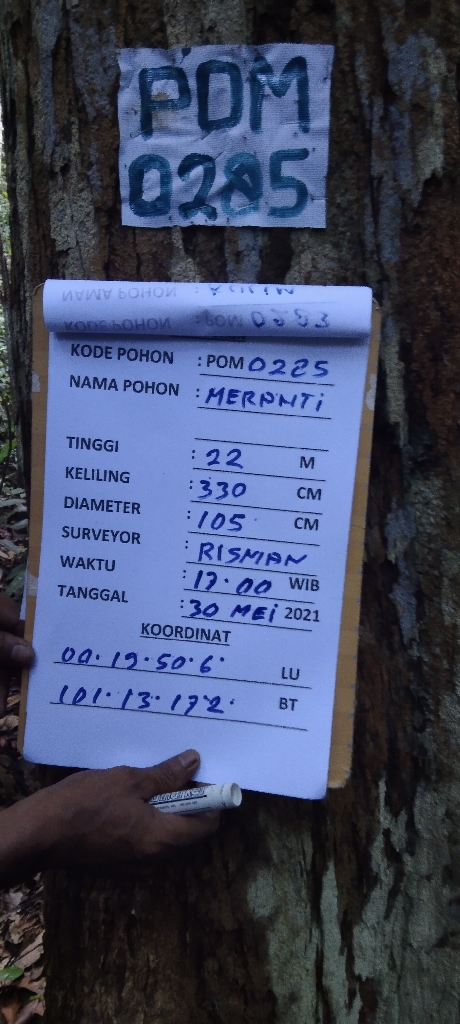 POM
0285
NAMA POHON :
KODE POHON : POM 0283
KODE POHON : POM 0285
NAMA POHON : MERANTI
TINGGI : 22 M
KELILING : 330 CM
DIAMETER : 105 CM
SURVEYOR : RISMAN
WAKTU : 17.00 WIB
TANGGAL : 30 MEI 2021
KOORDINAT
00.19.50.6 LU
101.13.172. BT